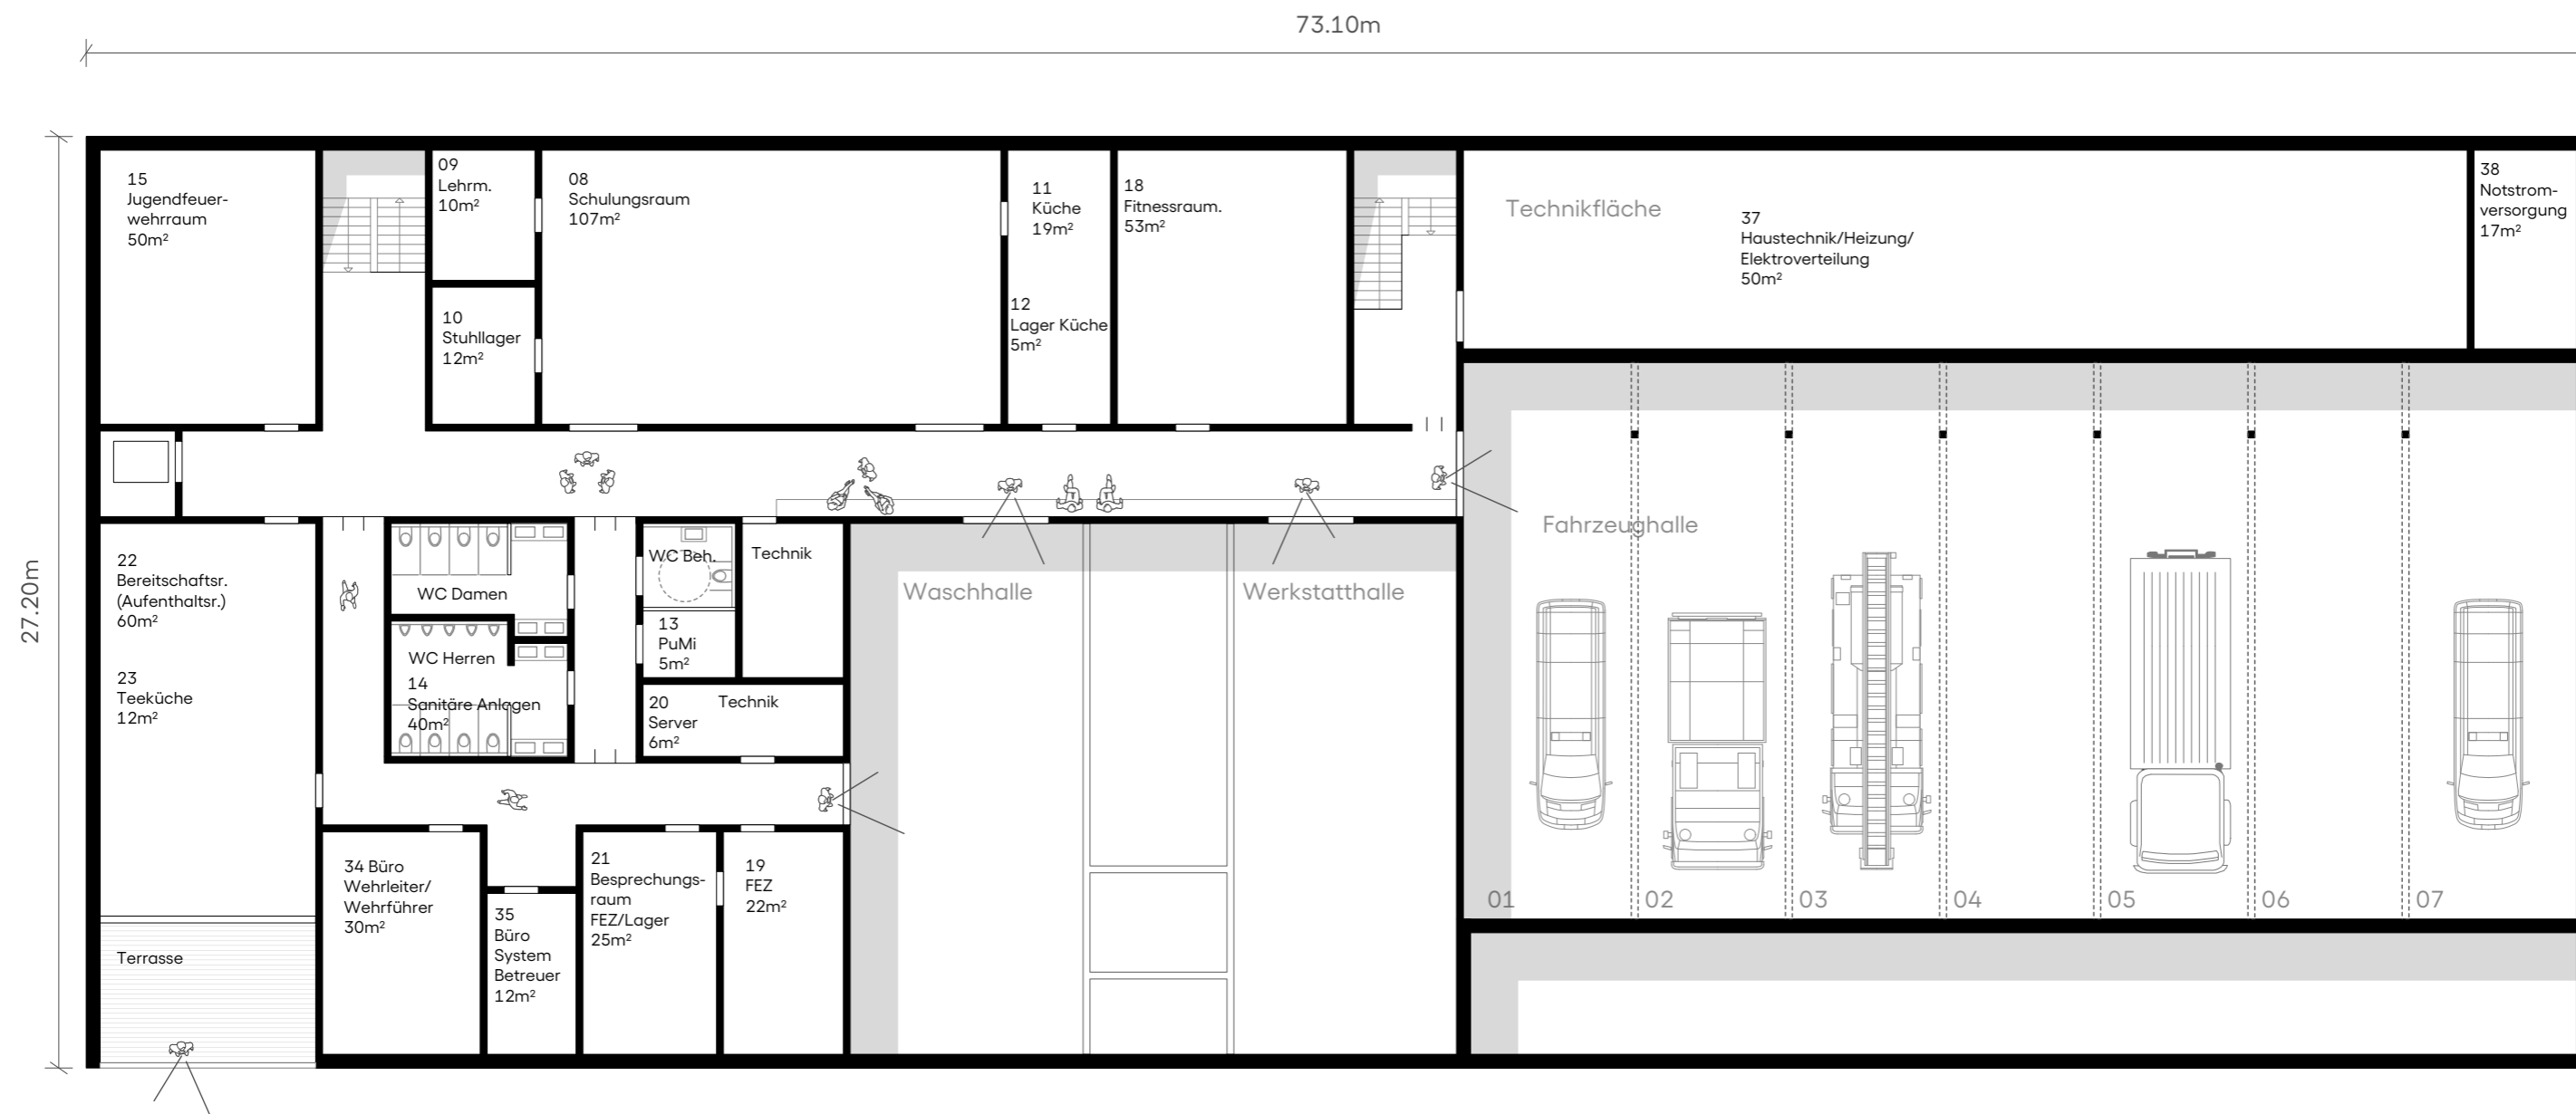 73.10m
27.20m
15
Jugendfeuer-
wehrraum
50m²
09
Lehrm.
10m²
10
Stuhllager
12m²
08
Schulungsraum
107m²
11
Küche
19m²
12
Lager Küche
5m²
18
Fitnessraum.
53m²
Technikfläche
37
Haustechnik/Heizung/
Elektroverteilung
50m²
38
Notstrom-
versorgung
17m²
22
Bereitschaftsr.
(Aufenthaltsr.)
60m²
23
Teeküche
12m²
WC Damen
WC Herren
14
Sanitäre Anlagen
40m²
WC Beh.
13
PuMi
5m²
Technik
20
Server
6m²
Technik
Waschhalle
Werkstatthalle
Fahrzeughalle
01
02
03
04
05
06
07
34 Büro
Wehrleiter/
Wehrführer
30m²
35
Büro
System
Betreuer
12m²
21
Besprechungs-
raum
FEZ/Lager
25m²
19
FEZ
22m²
Terrasse